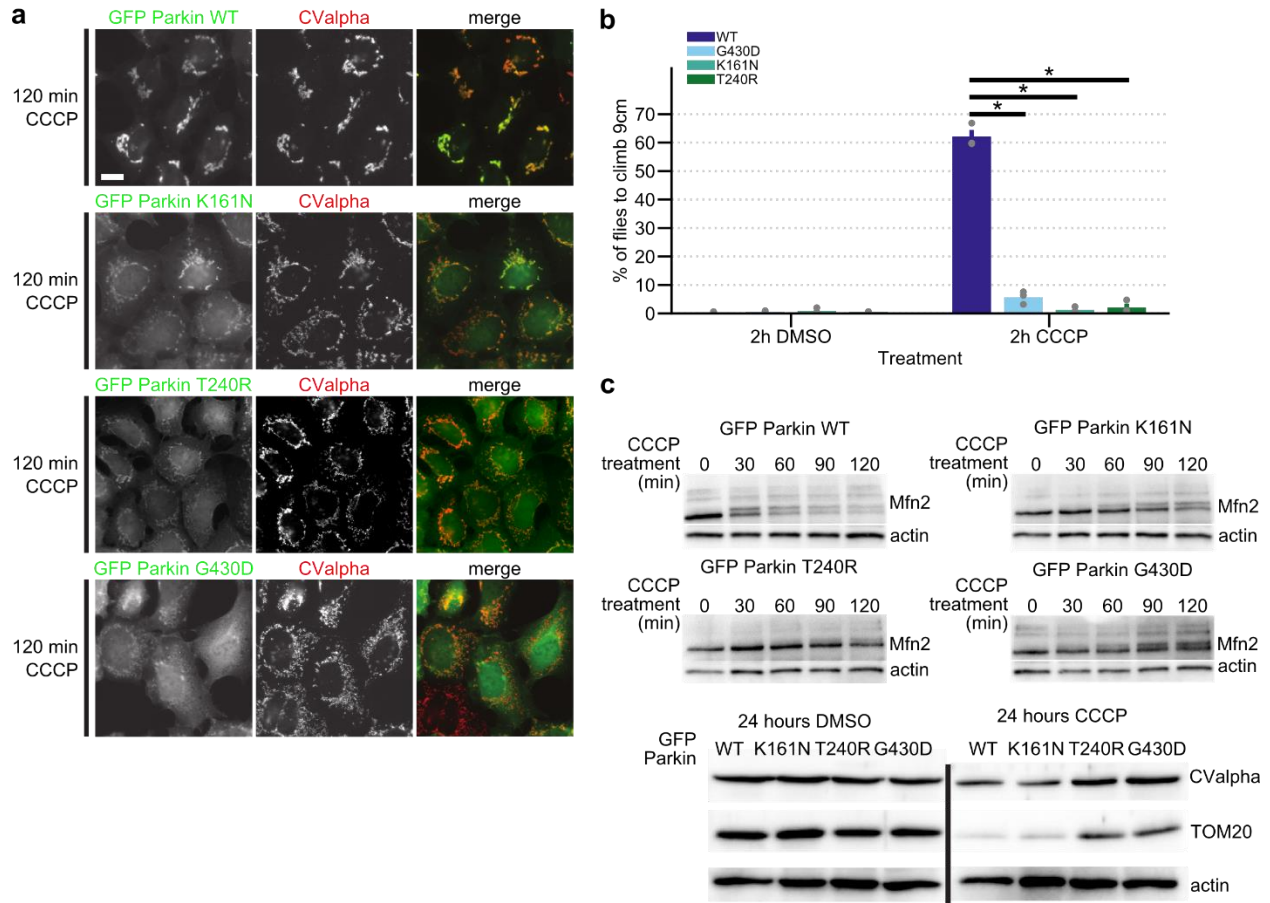 a
GFP Parkin WT CValpha merge
120 min
CCCP
GFP Parkin K161N CValpha merge
120 min
CCCP
GFP Parkin T240R CValpha merge
120 min
CCCP
GFP Parkin G430D CValpha merge
120 min
CCCP
b
WT
G430D
K161N
T240R
% of flies to climb 9cm
70
60
50
40
30
20
10
0
*
*
*
2h DMSO 2h CCCP
Treatment
c
GFP Parkin WT
CCCP
treatment
(min)
0 30 60 90 120
Mfn2
actin
GFP Parkin K161N
CCCP
treatment
(min)
0 30 60 90 120
Mfn2
actin
GFP Parkin T240R
CCCP
treatment
(min)
0 30 60 90 120
Mfn2
actin
GFP Parkin G430D
CCCP
treatment
(min)
0 30 60 90 120
Mfn2
actin
24 hours DMSO 24 hours CCCP
GFP
Parkin
WT K161N T240R G430D WT K161N T240R G430D
CValpha
TOM20
actin